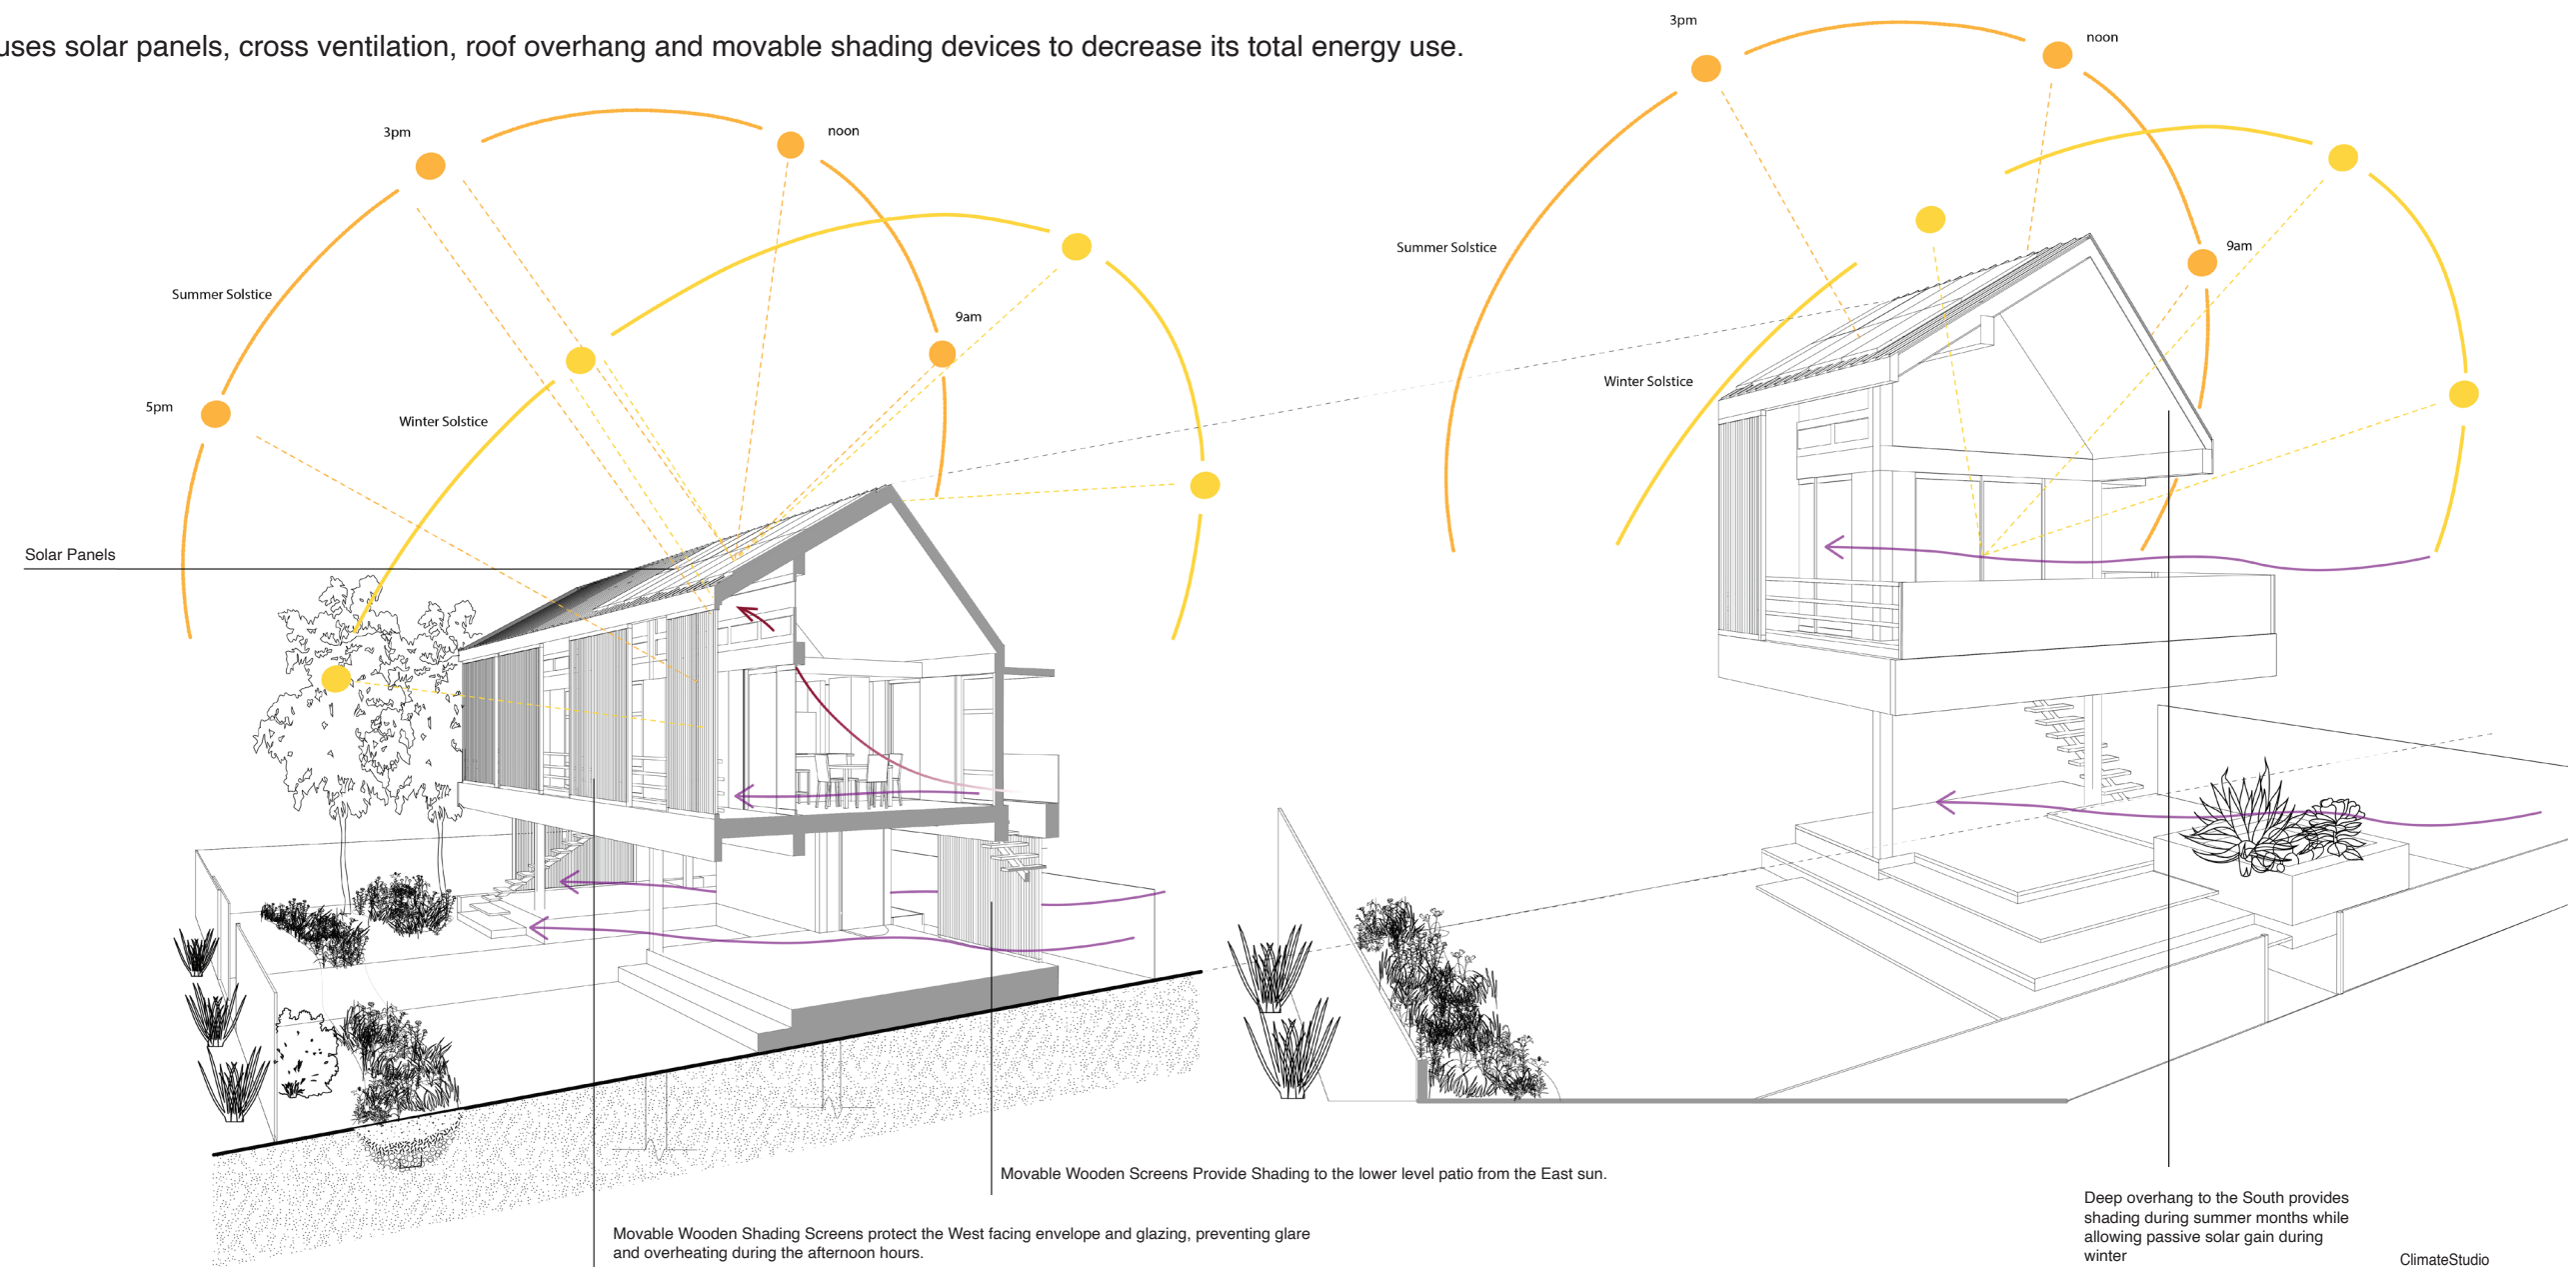 uses solar panels, cross ventilation, roof overhang and movable shading devices to decrease its total energy use.
3pm
noon
9am
5pm
Summer Solstice
Winter Solstice
Solar Panels
3pm
noon
9am
Summer Solstice
Winter Solstice
Movable Wooden Screens Provide Shading to the lower level patio from the East sun.
Movable Wooden Shading Screens protect the West facing envelope and glazing, preventing glare
and overheating during the afternoon hours.
Deep overhang to the South provides
shading during summer months while
allowing passive solar gain during
winter
ClimateStudio